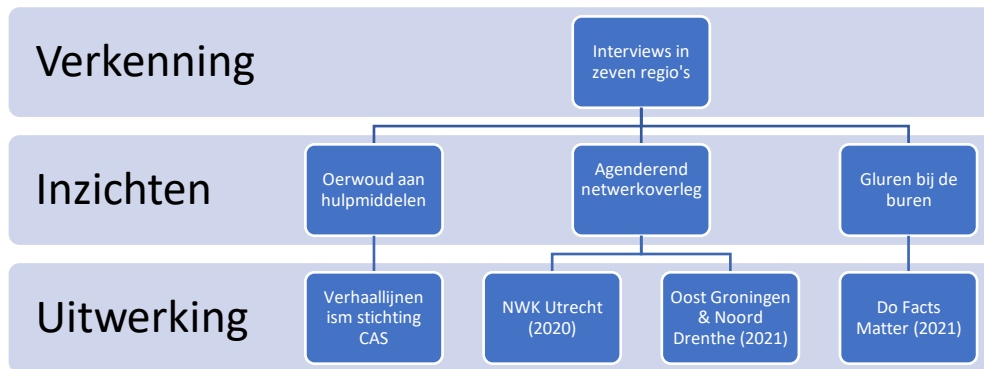 Verkenning
Interviews in
zeven regio's
Inzichten
Oerwoud aan
hulpmiddelen
Agenderend
netwerkoverleg
Gluren bij de
buren
Uitwerking
Verhaallijnen
ism stichting
CAS
NWK Utrecht
(2020)
Oost Groningen
& Noord
Drenthe (2021)
Do Facts
Matter (2021)